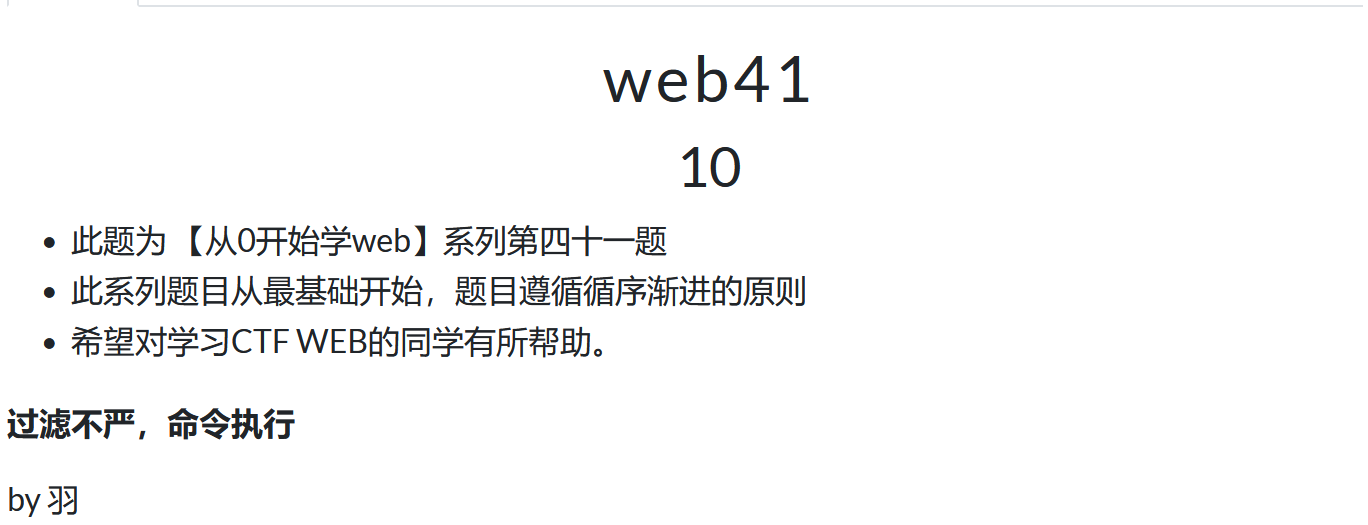 web41
10
此题为 【从0开始学web】系列第四十一题
此系列题目从最基础开始，题目遵循循序渐进的原则
希望对学习CTF WEB的同学有所帮助。
过滤不严，命令执行
by 羽